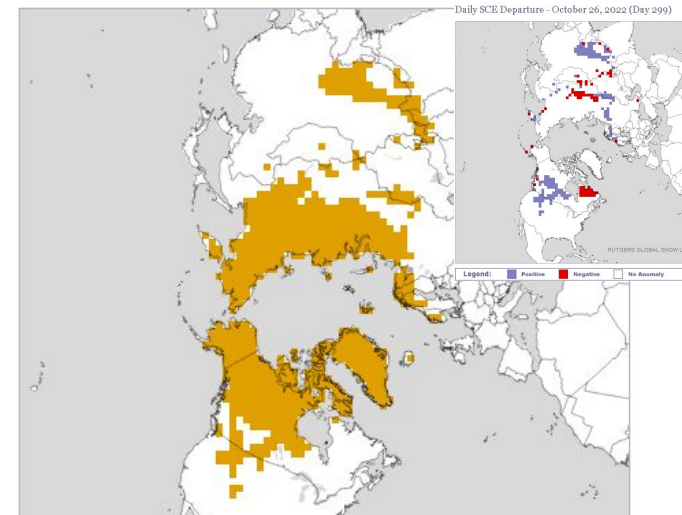 Daily SCE Departure - October 26, 2022 (Day 299)
RUTGERS GLOBAL SNOW L
Legend: Positive Negative No Anomaly